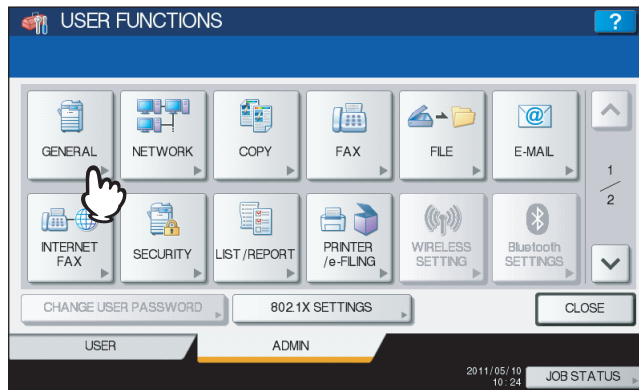 USER FUNCTIONS
?
GENERAL
NETWORK
COPY
FAX
FILE
E-MAIL
1
2
INTERNET
FAX
SECURITY
LIST/REPORT
PRINTER
/e-FILING
WIRELESS
SETTING
Bluetooth
SETTINGS
CHANGE USER PASSWORD
802.1X SETTINGS
CLOSE
USER
ADMIN
2011/05/10
10:24
JOB STATUS